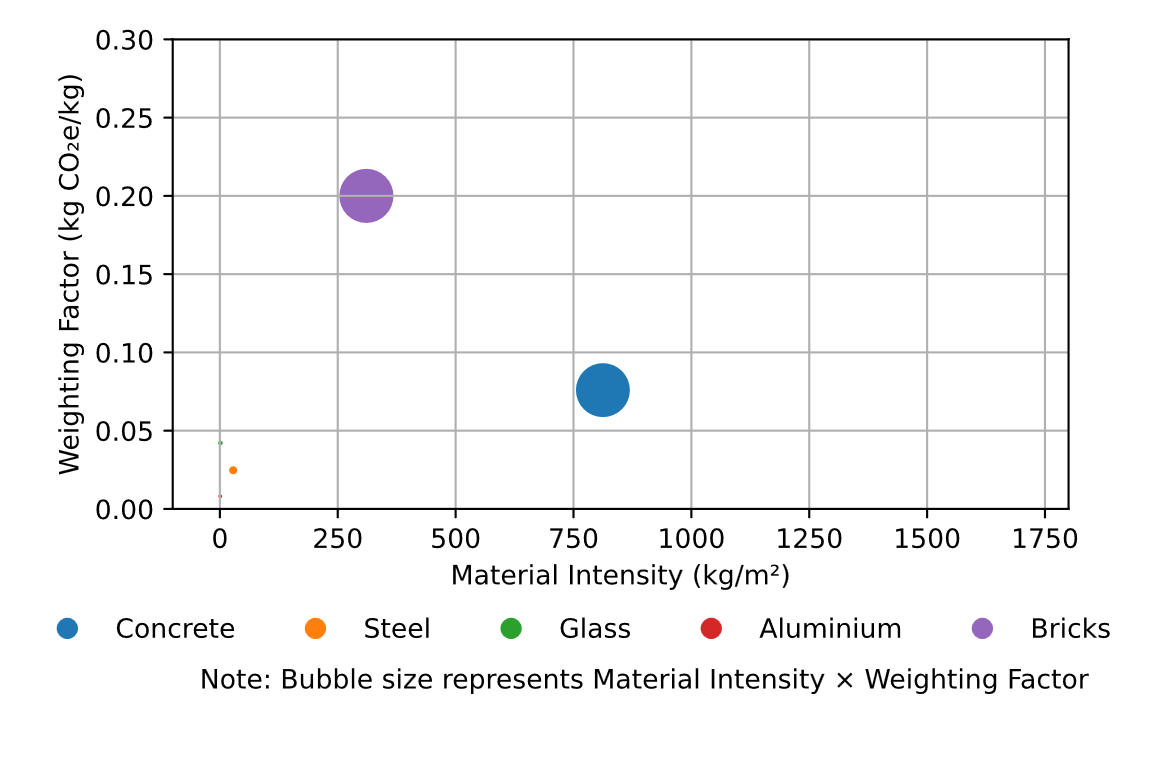 0.30
0.25
0.20
0.15
0.10
0.05
0.00
Weighting Factor (kg CO₂e/kg)
0 250 500 750 1000 1250 1500 1750
Material Intensity (kg/m²)
Concrete Steel Glass Aluminium Bricks
Note: Bubble size represents Material Intensity × Weighting Factor